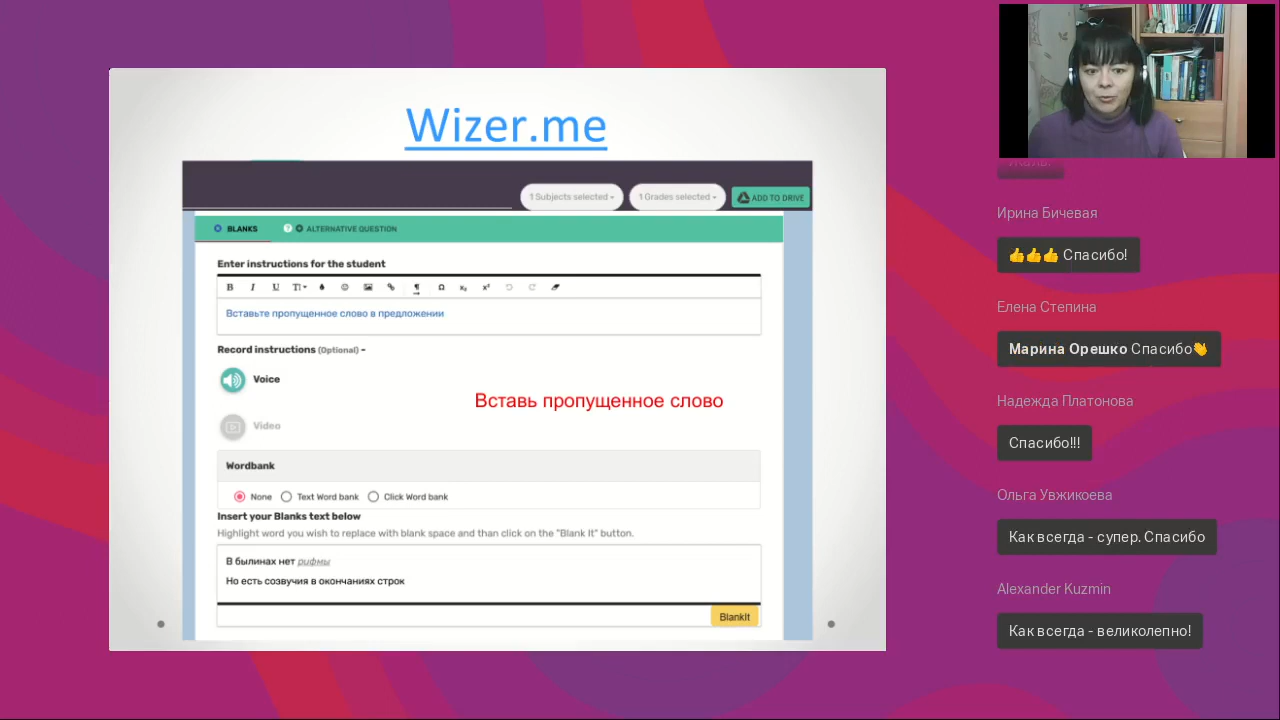 Wizer.me
1 Subjects selected
1 Grades selected
ADD TO DRIVE
BLANKS
? ALTERNATIVE QUESTION
Enter instructions for the student
B I U T
Ω x₂ x²
Вставьте пропущенное слово в предложении
Record instructions (Optional)
Voice
Вставь пропущенное слово
Video
Wordbank
None Text Word bank Click Word bank
Insert your Blanks text below
Highlight word you wish to replace with blank space and than click on the "Blank It" button.
В былинах нет рифмы
Но есть созвучия в окончаниях строк
BlankIt
Ирина Бичевая
👍👍👍 Спасибо!
Елена Степина
Марина Орешко Спасибо👏
Надежда Платонова
Спасибо!!!
Ольга Увжикоева
Как всегда - супер. Спасибо
Alexander Kuzmin
Как всегда - великолепно!